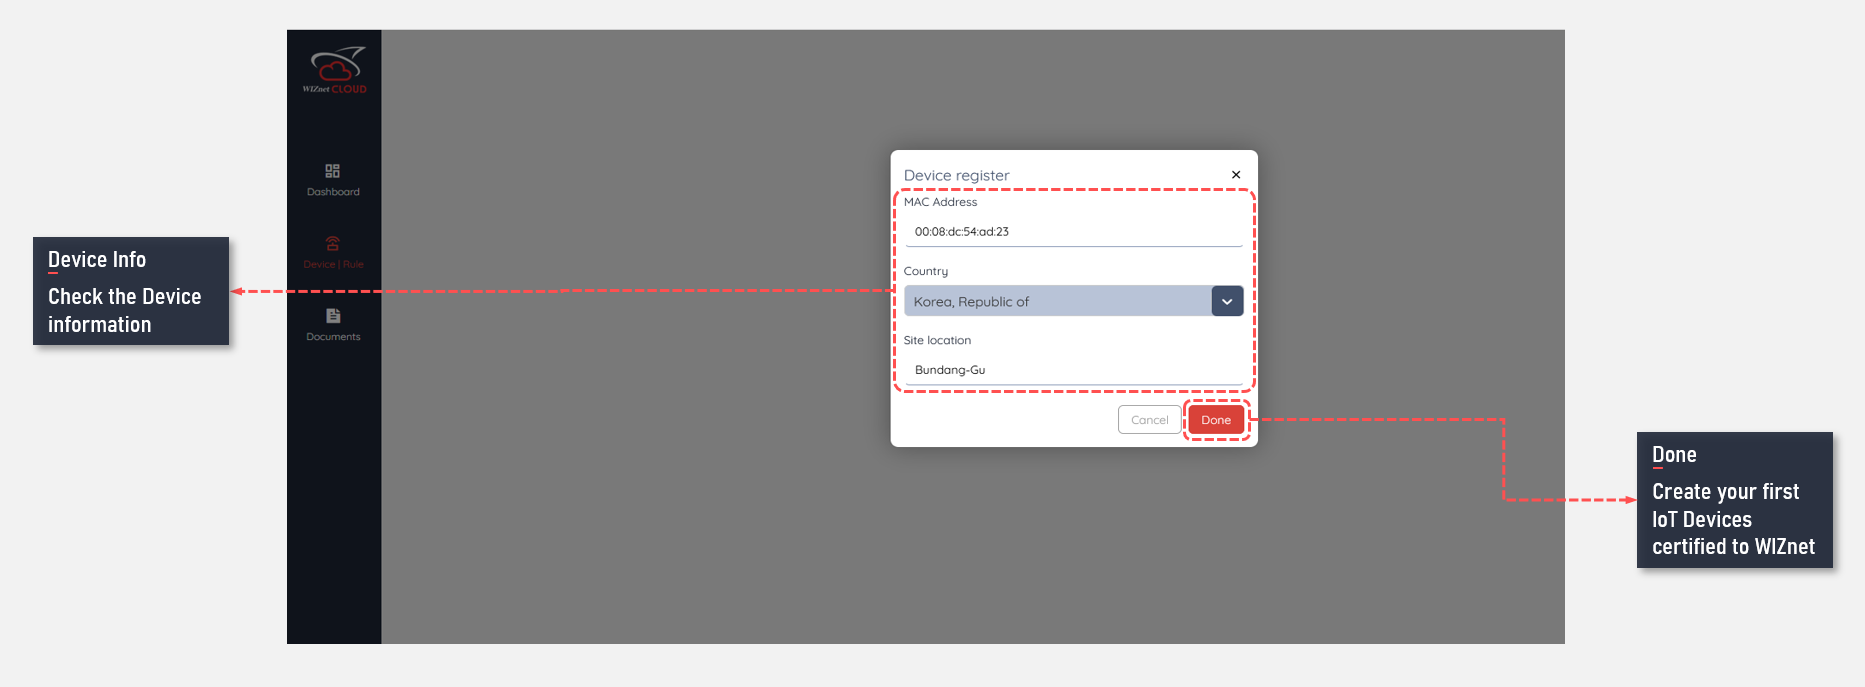 WIZnet CLOUD
Dashboard
Device | Rule
Documents
Device Info
Check the Device
information
Device register
MAC Address
00:08:dc:54:ad:23
Country
Korea, Republic of
Site location
Bundang-Gu
Cancel
Done
Done
Create your first
IoT Devices
certified to WIZnet